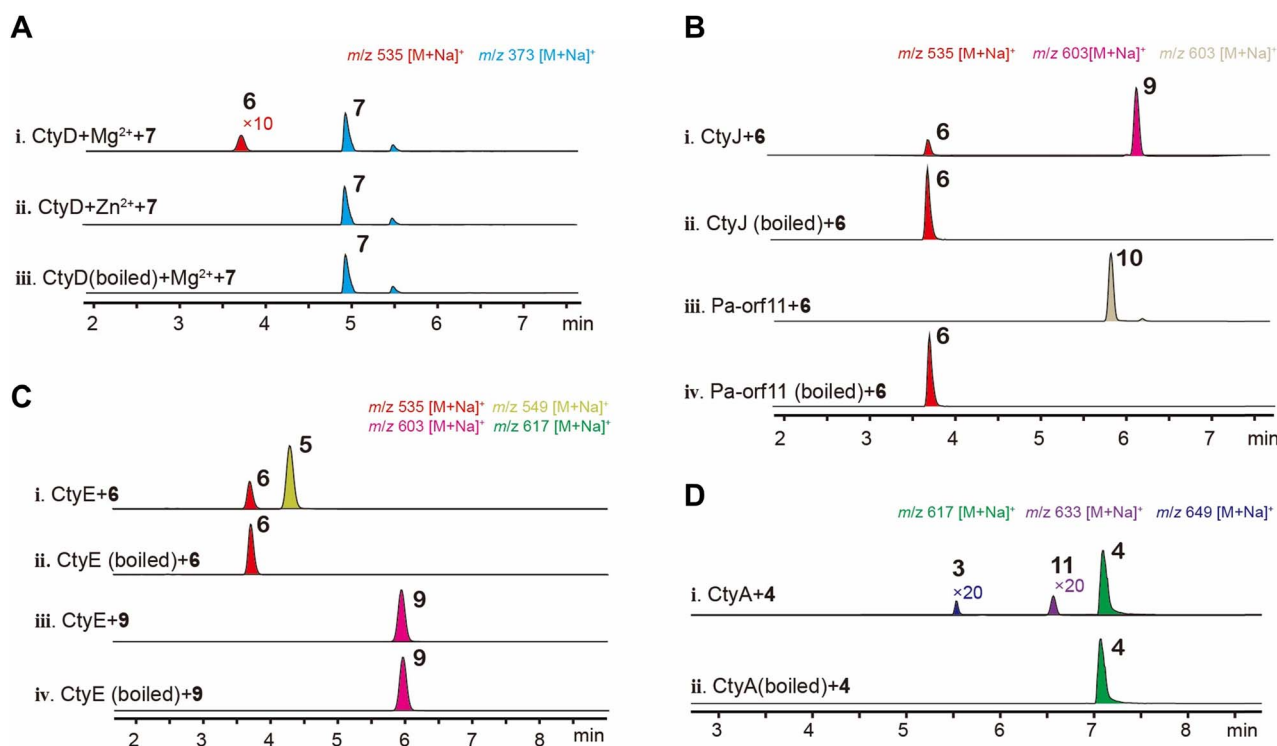 A
m/z 535 [M+Na]⁺ m/z 373 [M+Na]⁺
6
×10
7
i. CtyD+Mg²⁺+7
7
ii. CtyD+Zn²⁺+7
7
iii. CtyD(boiled)+Mg²⁺+7
2 3 4 5 6 7 min
B
m/z 535 [M+Na]⁺ m/z 603[M+Na]⁺ m/z 603 [M+Na]⁺
9
6
i. CtyJ+6
6
ii. CtyJ (boiled)+6
10
iii. Pa-orf11+6
6
iv. Pa-orf11 (boiled)+6
2 3 4 5 6 7 min
C
m/z 535 [M+Na]⁺ m/z 549 [M+Na]⁺
m/z 603 [M+Na]⁺ m/z 617 [M+Na]⁺
5
6
i. CtyE+6
6
ii. CtyE (boiled)+6
9
iii. CtyE+9
9
iv. CtyE (boiled)+9
2 3 4 5 6 7 8 min
D
m/z 617 [M+Na]⁺ m/z 633 [M+Na]⁺ m/z 649 [M+Na]⁺
3 11 4
×20 ×20
i. CtyA+4
4
ii. CtyA(boiled)+4
3 4 5 6 7 8 min